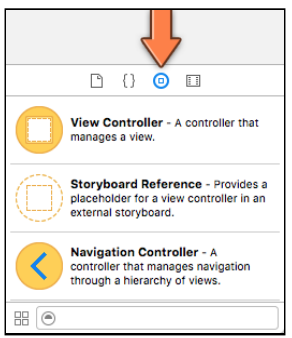 { }
View Controller - A controller that
manages a view.
Storyboard Reference - Provides a
placeholder for a view controller in an
external storyboard.
Navigation Controller - A
controller that manages navigation
through a hierarchy of views.